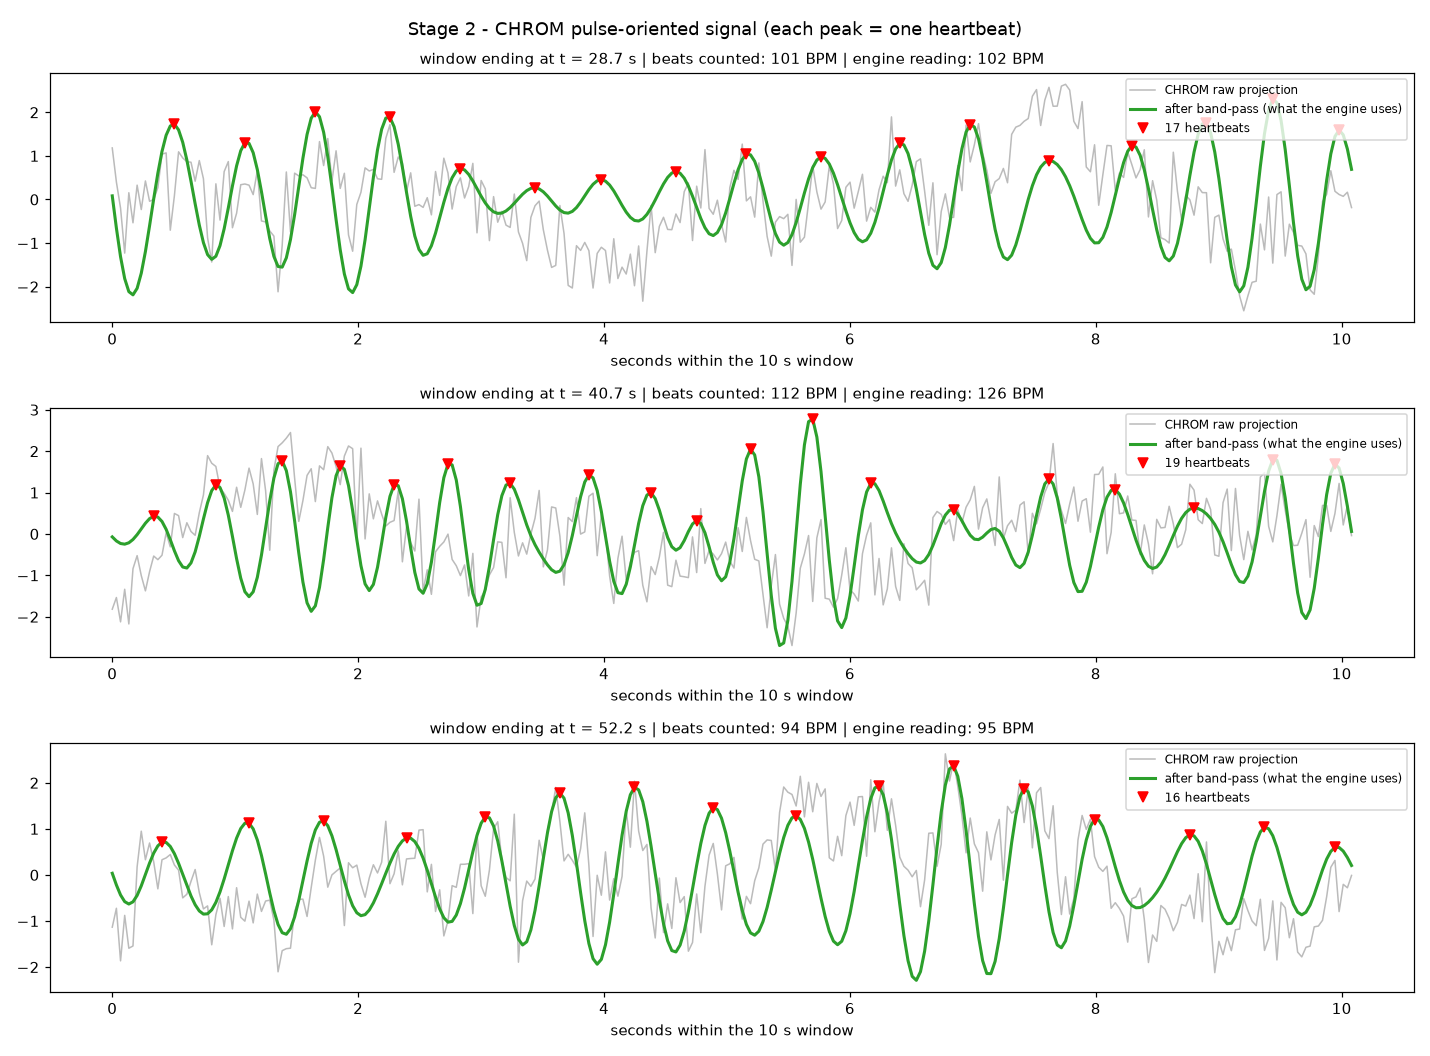 Stage 2 - CHROM pulse-oriented signal (each peak = one heartbeat)
window ending at t = 28.7 s | beats counted: 101 BPM | engine reading: 102 BPM
CHROM raw projection
after band-pass (what the engine uses)
17 heartbeats
2
1
0
−1
−2
0 2 4 6 8 10
seconds within the 10 s window
window ending at t = 40.7 s | beats counted: 112 BPM | engine reading: 126 BPM
CHROM raw projection
after band-pass (what the engine uses)
19 heartbeats
3
2
1
0
−1
−2
0 2 4 6 8 10
seconds within the 10 s window
window ending at t = 52.2 s | beats counted: 94 BPM | engine reading: 95 BPM
CHROM raw projection
after band-pass (what the engine uses)
16 heartbeats
2
1
0
−1
−2
0 2 4 6 8 10
seconds within the 10 s window